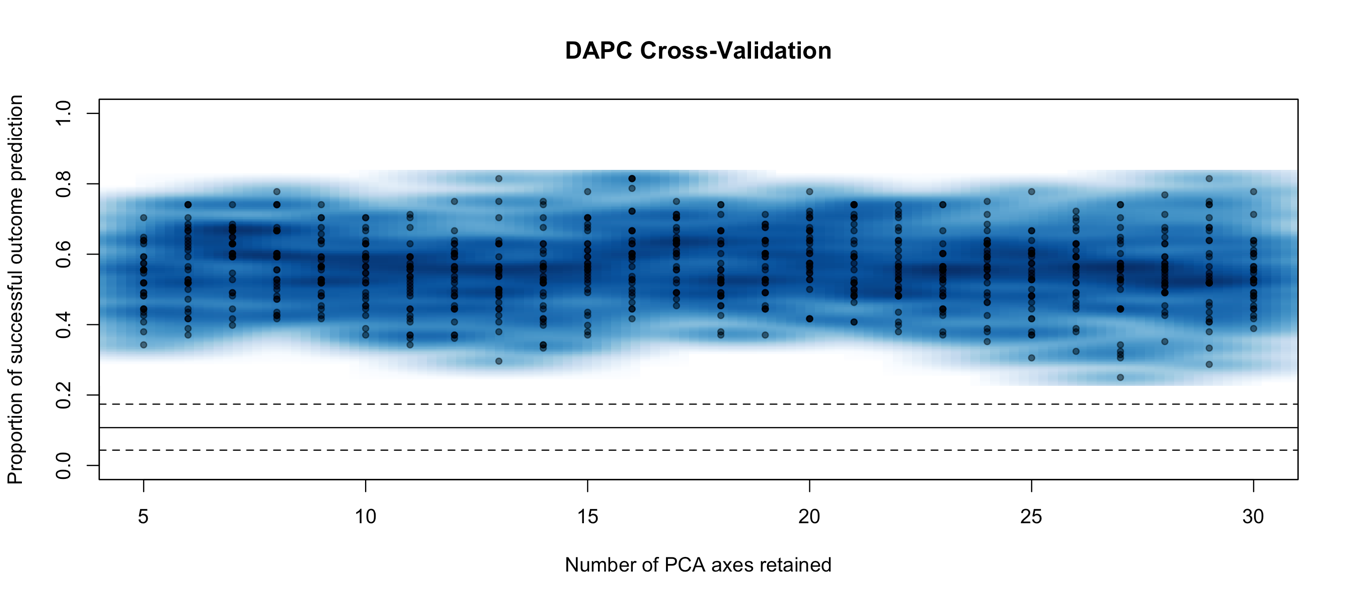 DAPC Cross-Validation
Proportion of successful outcome prediction
1.0
0.8
0.6
0.4
0.2
0.0
5 10 15 20 25 30
Number of PCA axes retained